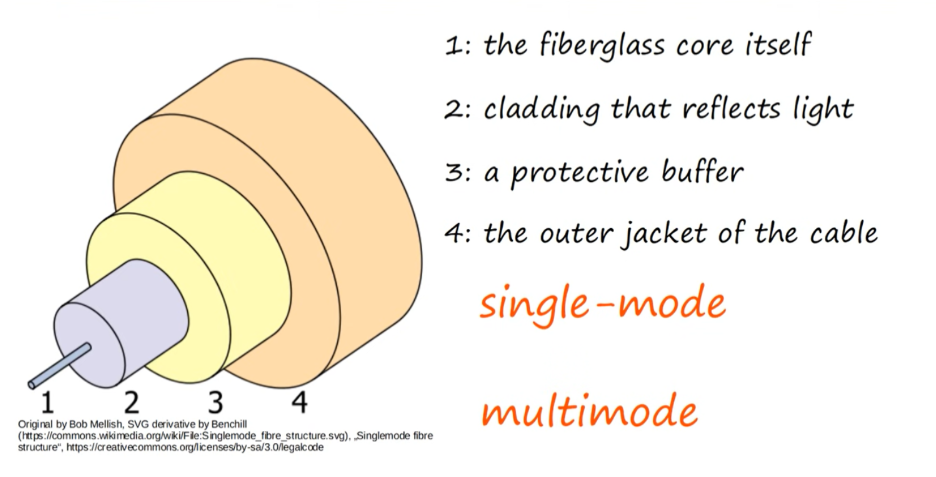 1: the fiberglass core itself
2: cladding that reflects light
3: a protective buffer
4: the outer jacket of the cable
single-mode
multimode
1 2 3 4
Original by Bob Mellish, SVG derivative by Benchill
(https://commons.wikimedia.org/wiki/File:Singlemode_fibre_structure.svg), „Singlemode fibre
structure“, https://creativecommons.org/licenses/by-sa/3.0/legalcode